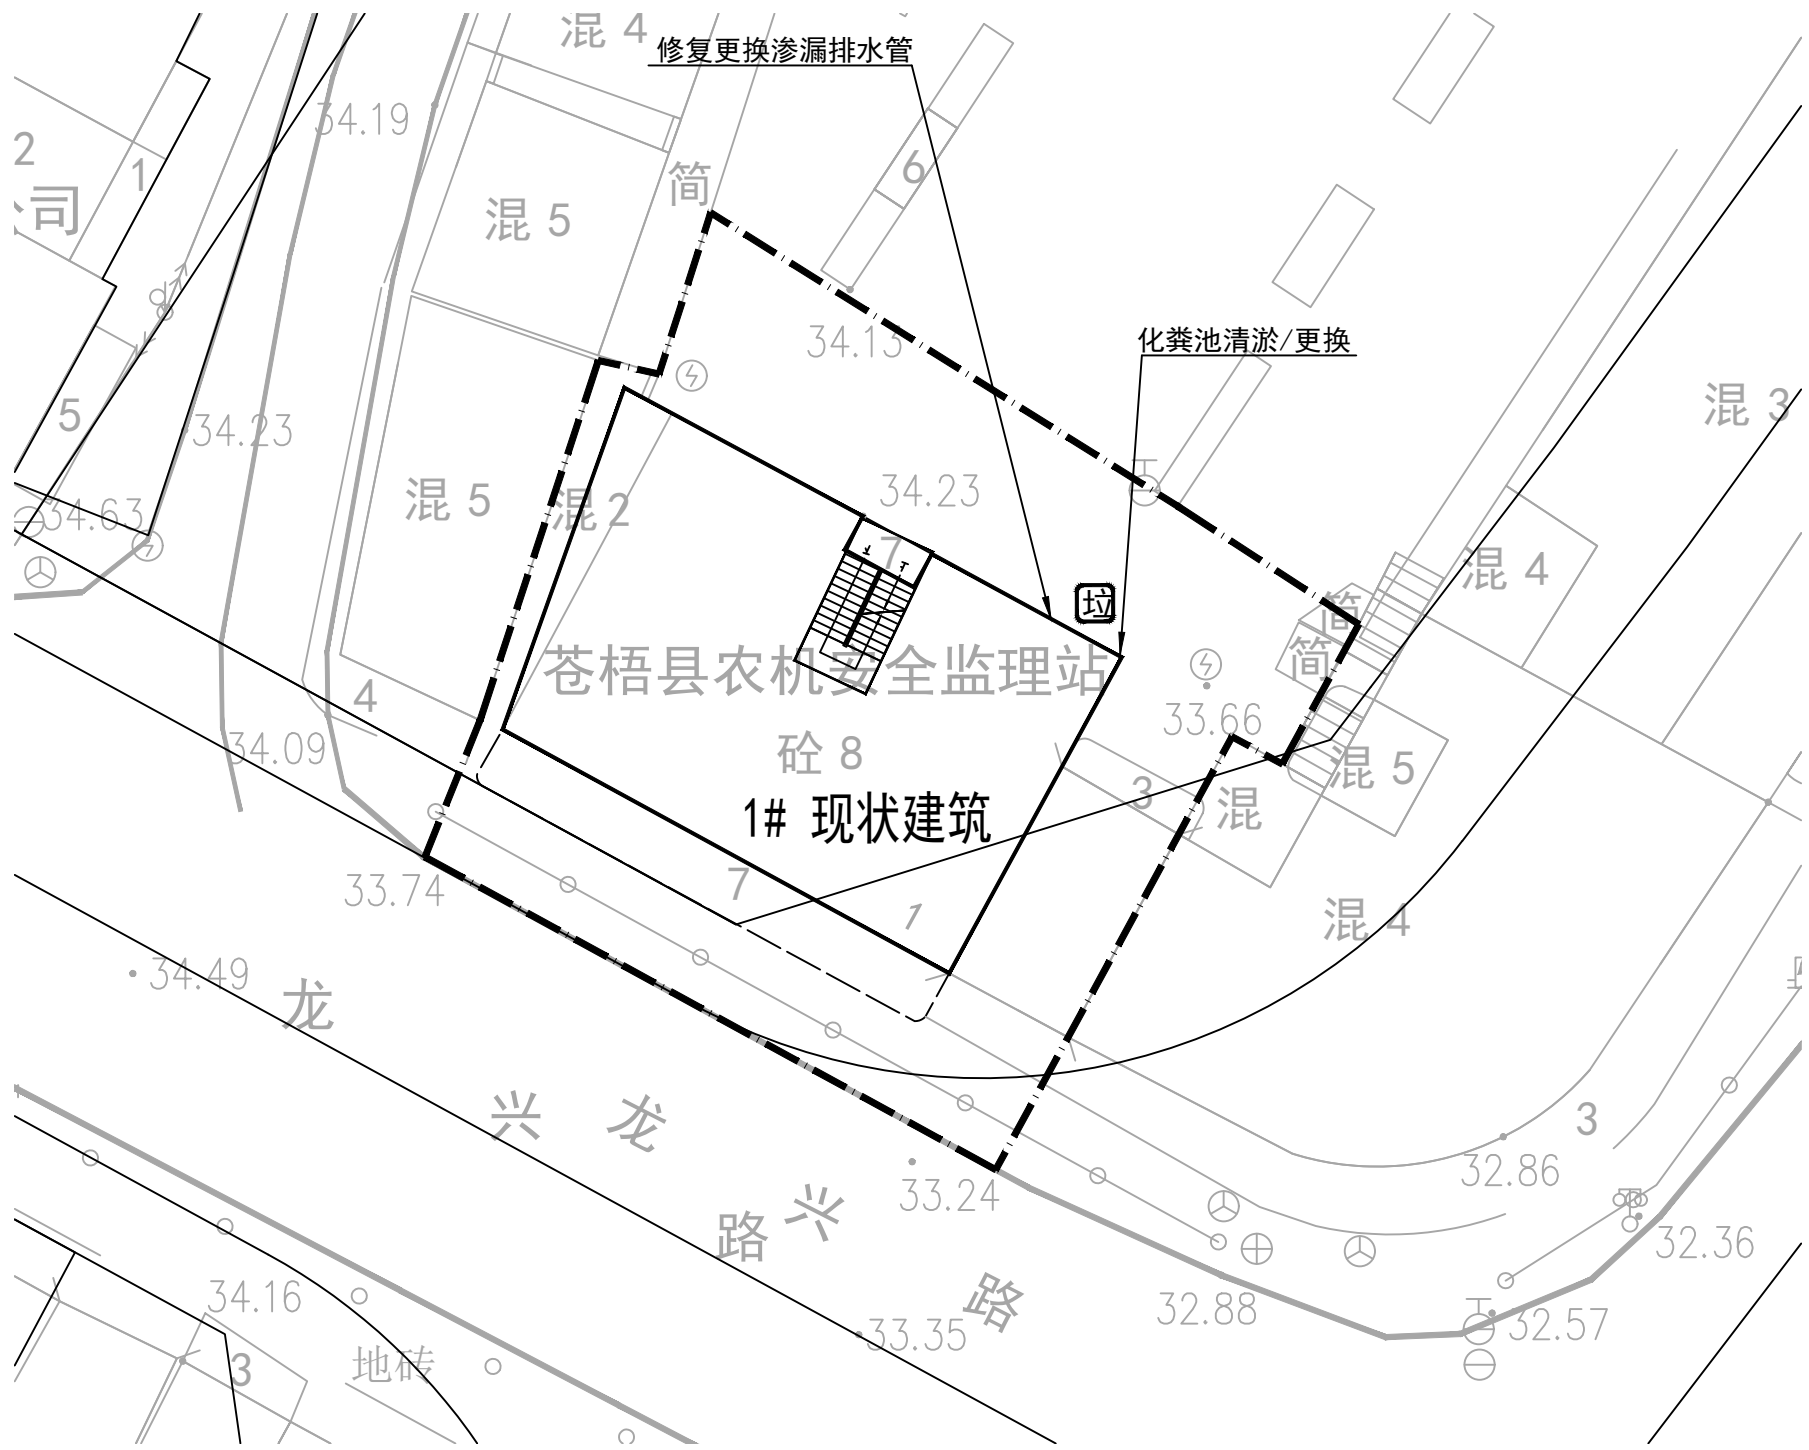 混 4
修复更换渗漏排水管
34.19
2
1
6
公司
简
混 5
34.13
化粪池清淤/更换
混 3
5
34.23
34.63
混 5
混 2
34.23
7
混 4
垃
简
简
苍梧县农机安全监理站
4
33.66
34.09
砼 8
混 5
3
混
1# 现状建筑
33.74
7
1
混 4
34.49
龙
兴
龙
3
32.86
33.24
兴
路
32.36
34.16
路
32.88
32.57
33.35
地砖
3